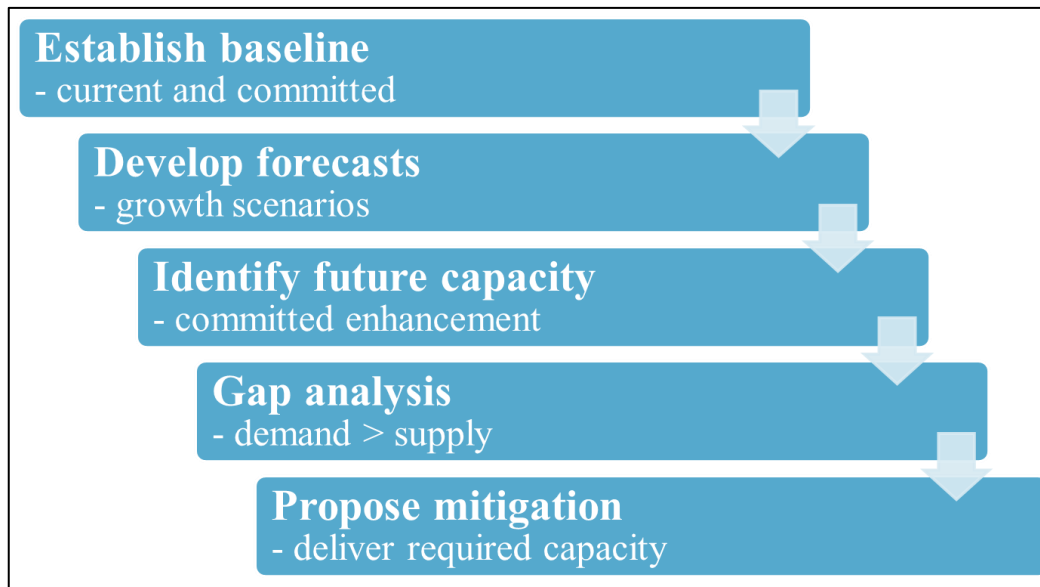 Establish baseline
- current and committed
Develop forecasts
- growth scenarios
Identify future capacity
- committed enhancement
Gap analysis
- demand > supply
Propose mitigation
- deliver required capacity